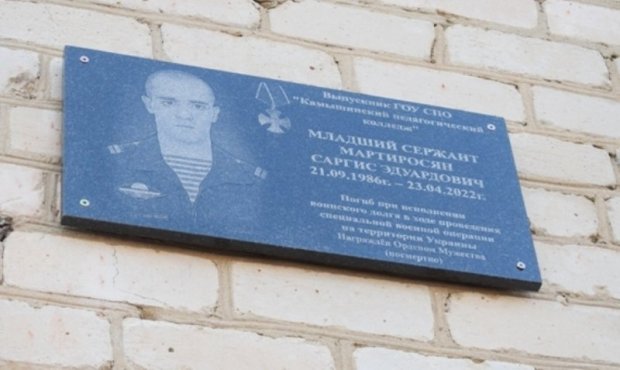 Выпускник ГОУ СПО
"Камышинский педагогический
колледж"
МЛАДШИЙ СЕРЖАНТ
МАРТИРОСЯН
САРГИС ЭДУАРДОВИЧ
21.09.1986г. – 23.04.2022г.
Погиб при исполнении
воинского долга в ходе проведения
специальной военной операции
на территории Украины
Награждён Орденом Мужества
(посмертно)